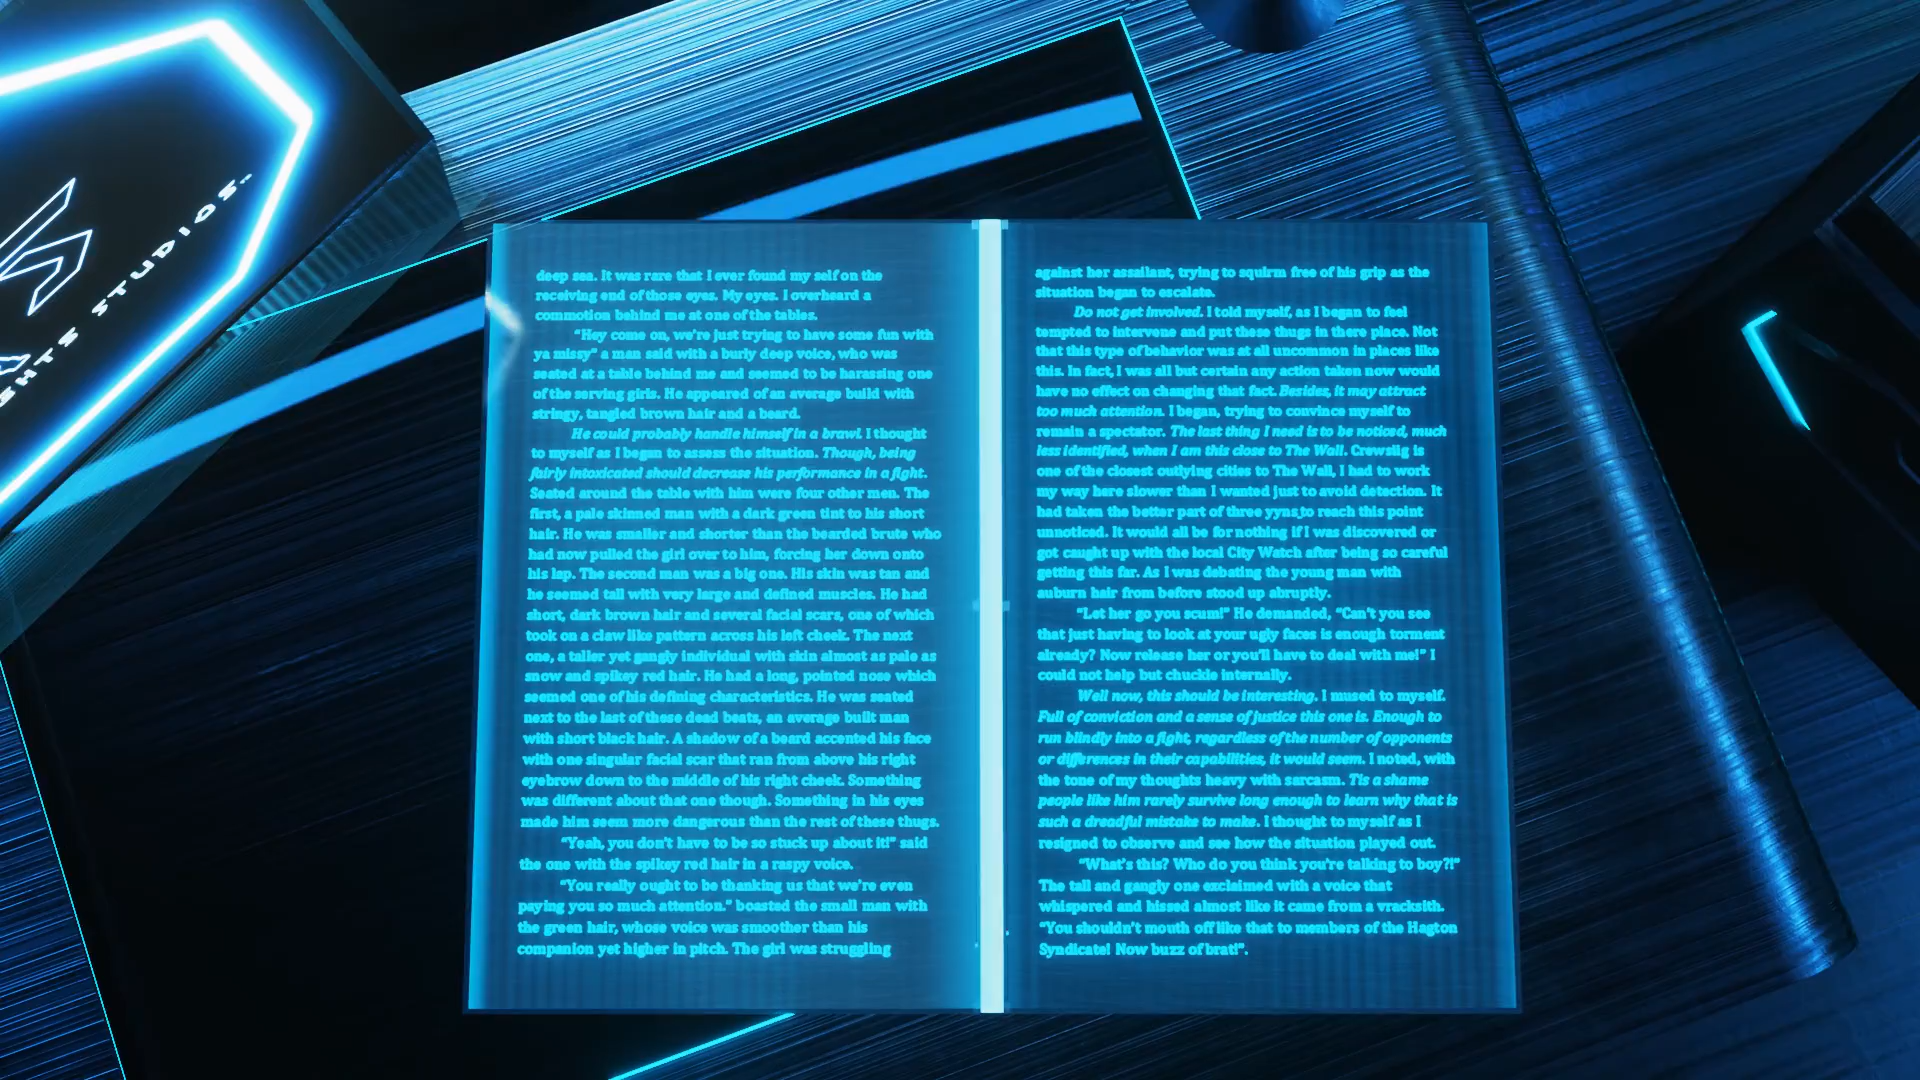 GHTS STUDIOS™
deep sea. It was rare that I ever found my self on the
receiving end of those eyes. My eyes. I overheard a
commotion behind me at one of the tables.
“Hey come on, we’re just trying to have some fun with
ya missy” a man said with a burly deep voice, who was
seated at a table behind me and seemed to be harassing one
of the serving girls. He appeared of an average build with
stringy, tangled brown hair and a beard.
He could probably handle himself in a brawl. I thought
to myself as I began to assess the situation. Though, being
fairly intoxicated should decrease his performance in a fight.
Seated around the table with him were four other men. The
first, a pale skinned man with a dark green tint to his short
hair. He was smaller and shorter than the bearded brute who
had now pulled the girl over to him, forcing her down onto
his lap. The second man was a big one. His skin was tan and
he seemed tall with very large and defined muscles. He had
short, dark brown hair and several facial scars, one of which
took on a claw like pattern across his left cheek. The next
one, a taller yet gangly individual with skin almost as pale as
snow and spikey red hair. He had a long, pointed nose which
seemed one of his defining characteristics. He was seated
next to the last of these dead beats, an average built man
with short black hair. A shadow of a beard accented his face
with one singular facial scar that ran from above his right
eyebrow down to the middle of his right cheek. Something
was different about that one though. Something in his eyes
made him seem more dangerous than the rest of these thugs.
“Yeah, you don’t have to be so stuck up about it!” said
the one with the spikey red hair in a raspy voice.
“You really ought to be thanking us that we’re even
paying you so much attention.” boasted the small man with
the green hair, whose voice was smoother than his
companion yet higher in pitch. The girl was struggling
against her assailant, trying to squirm free of his grip as the
situation began to escalate.
Do not get involved. I told myself, as I began to feel
tempted to intervene and put these thugs in there place. Not
that this type of behavior was at all uncommon in places like
this. In fact, I was all but certain any action taken now would
have no effect on changing that fact. Besides, it may attract
too much attention. I began, trying to convince myself to
remain a spectator. The last thing I need is to be noticed, much
less identified, when I am this close to The Wall. Crewslig is
one of the closest outlying cities to The Wall, I had to work
my way here slower than I wanted just to avoid detection. It
had taken the better part of three yyns to reach this point
unnoticed. It would all be for nothing if I was discovered or
got caught up with the local City Watch after being so careful
getting this far. As I was debating the young man with
auburn hair from before stood up abruptly.
“Let her go you scum!” He demanded, “Can’t you see
that just having to look at your ugly faces is enough torment
already? Now release her or you’ll have to deal with me!” I
could not help but chuckle internally.
Well now, this should be interesting. I mused to myself.
Full of conviction and a sense of justice this one is. Enough to
run blindly into a fight, regardless of the number of opponents
or differences in their capabilities, it would seem. I noted, with
the tone of my thoughts heavy with sarcasm. Tis a shame
people like him rarely survive long enough to learn why that is
such a dreadful mistake to make. I thought to myself as I
resigned to observe and see how the situation played out.
“What’s this? Who do you think you’re talking to boy?!”
The tall and gangly one exclaimed with a voice that
whispered and hissed almost like it came from a vracksith.
“You shouldn’t mouth off like that to members of the Hagton
Syndicate! Now buzz of brat!”.